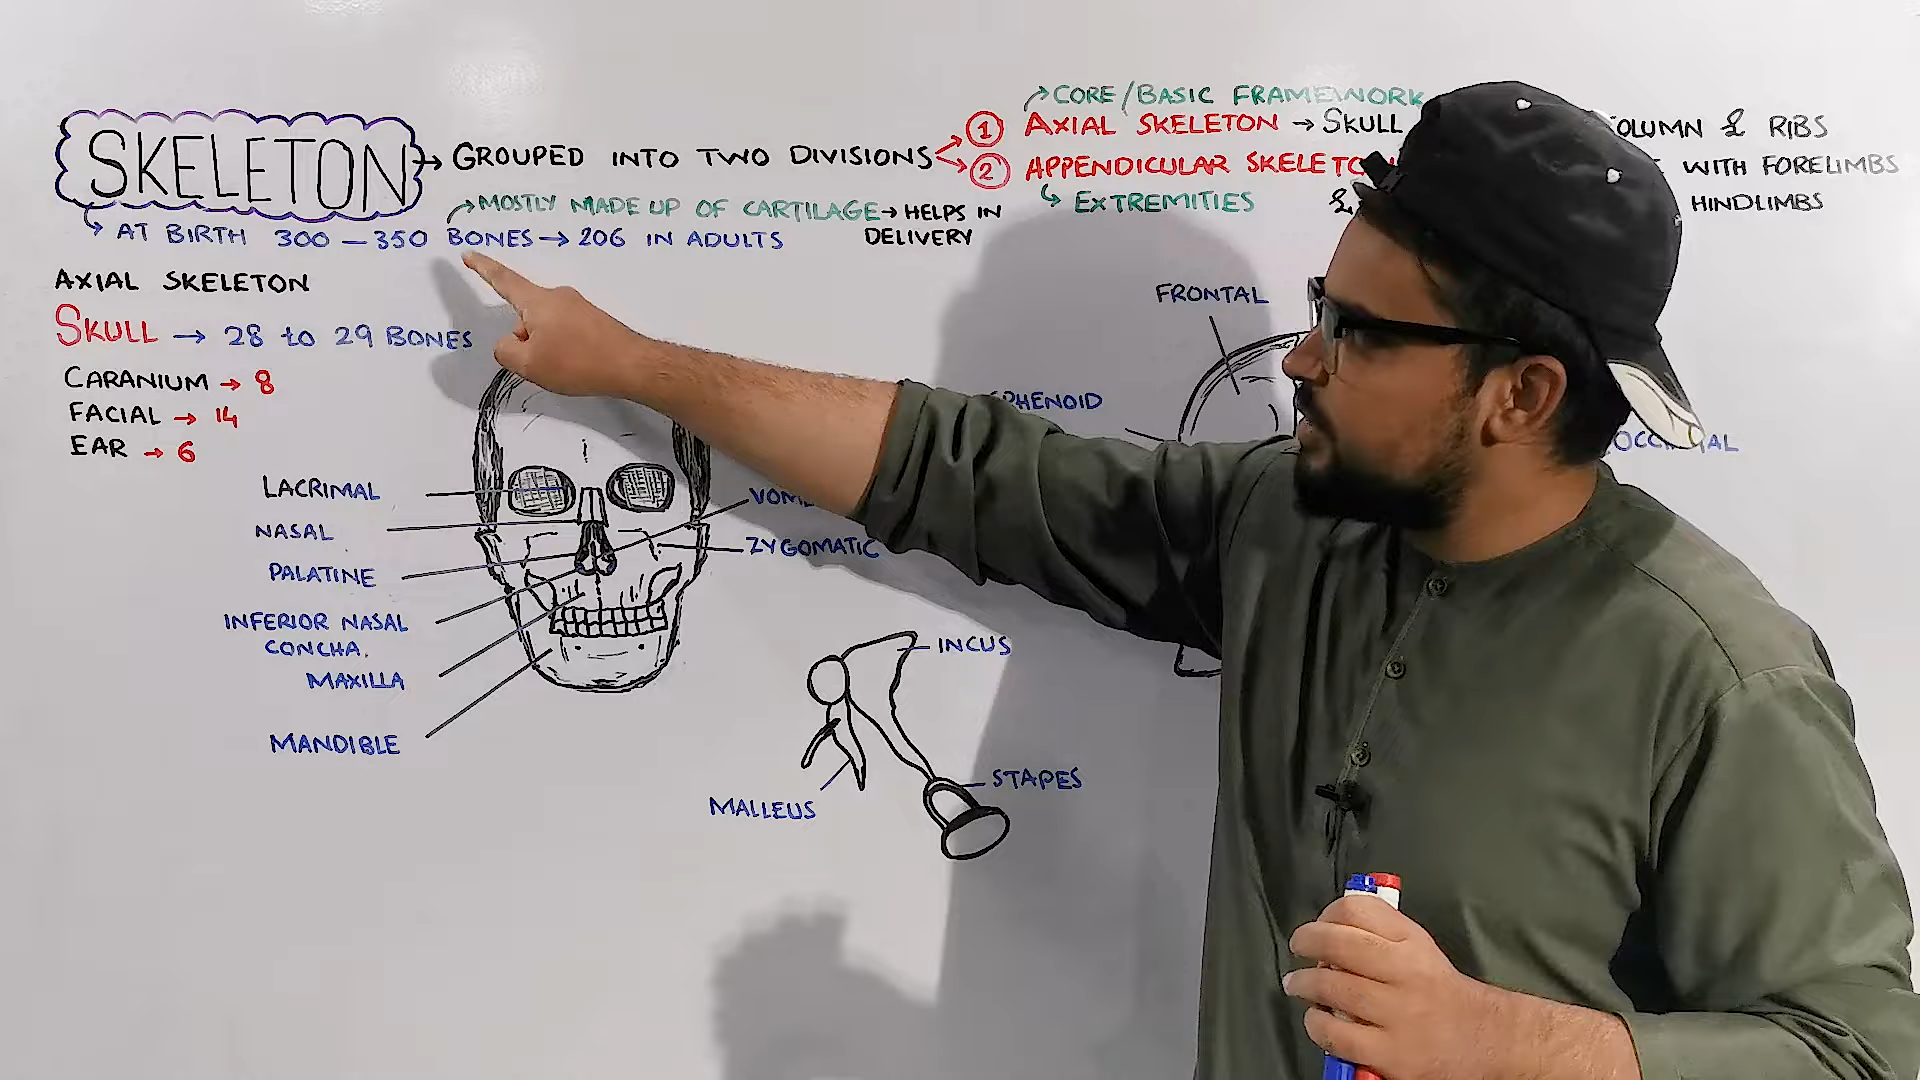 CORE/BASIC FRAMEWORK
SKELETON → GROUPED INTO TWO DIVISIONS
1 AXIAL SKELETON → SKULL & RIBS
2 APPENDICULAR WITH FORELIMBS
EXTREMITIES & HINDLIMBS
MOSTLY MADE UP OF CARTILAGE → HELPS IN
DELIVERY
AT BIRTH 300 – 350 BONES → 206 IN ADULTS
AXIAL SKELETON
SKULL → 28 to 29 BONES
CARANIUM → 8
FACIAL → 14
EAR → 6
LACRIMAL
NASAL
PALATINE
INFERIOR NASAL
CONCHA.
MAXILLA
MANDIBLE
ZYGOMATIC
INCUS
STAPES
MALLEUS
FRONTAL